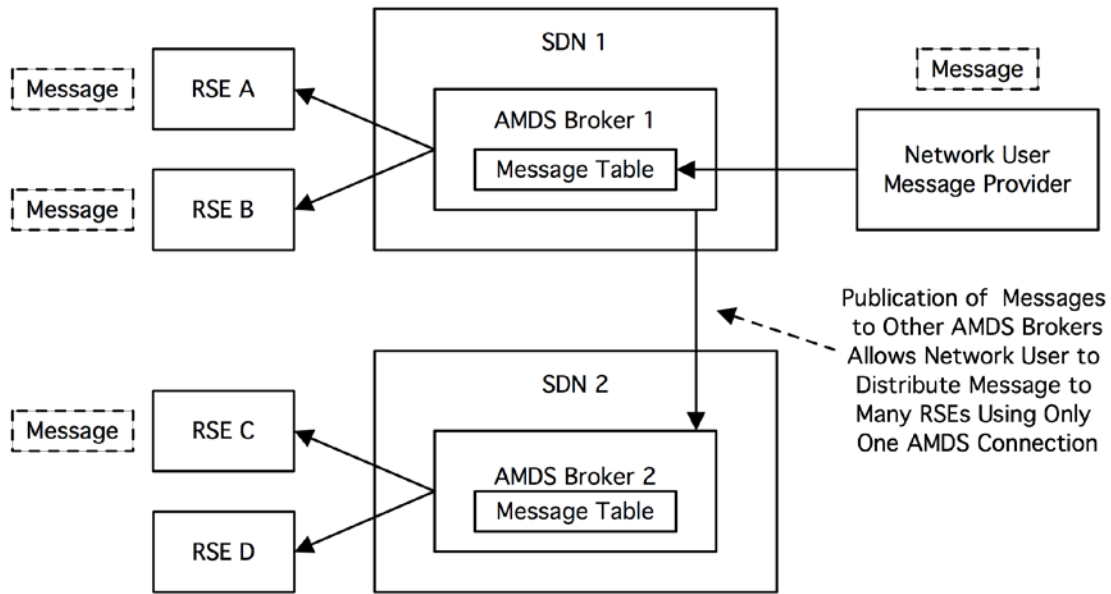 SDN 1
Message
RSE A
Message
AMDS Broker 1
Message Table
Network User
Message Provider
Message
RSE B
Publication of Messages
to Other AMDS Brokers
Allows Network User to
Distribute Message to
Many RSEs Using Only
One AMDS Connection
SDN 2
Message
RSE C
AMDS Broker 2
Message Table
RSE D